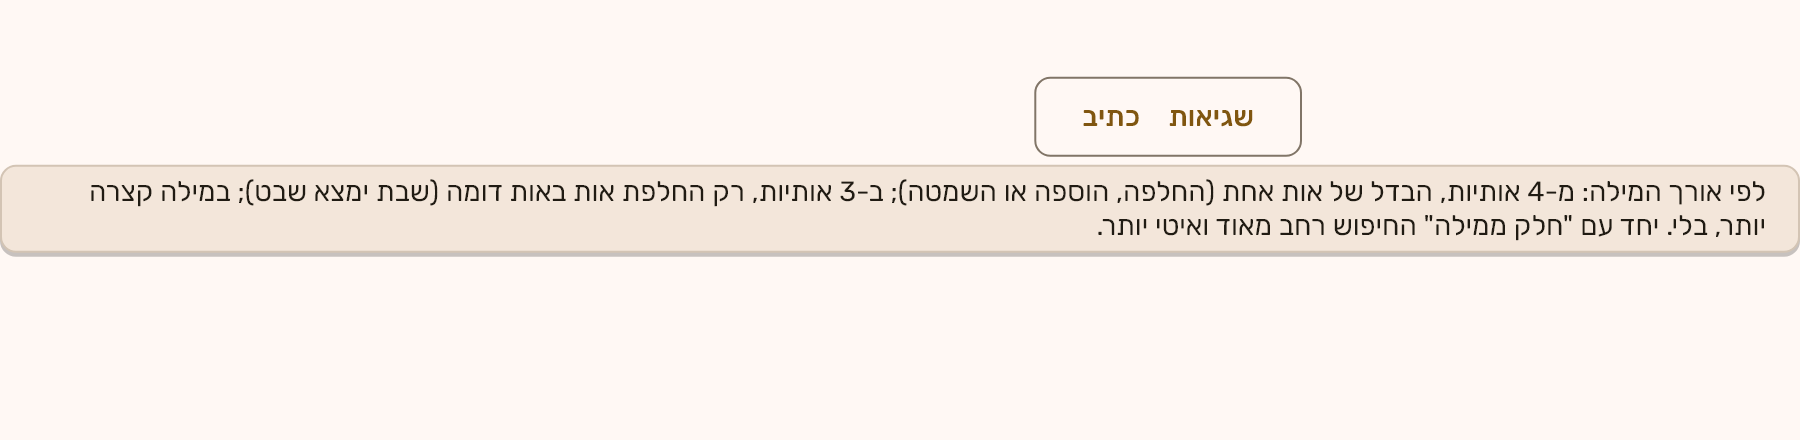 שגיאות כתיב
לפי אורך המילה: מ-4 אותיות, הבדל של אות אחת (החלפה, הוספה או השמטה); ב-3 אותיות, רק החלפת אות באות דומה (שבת ימצא שבט); במילה קצרה
יותר, בלי. יחד עם "חלק ממילה" החיפוש רחב מאוד ואיטי יותר.